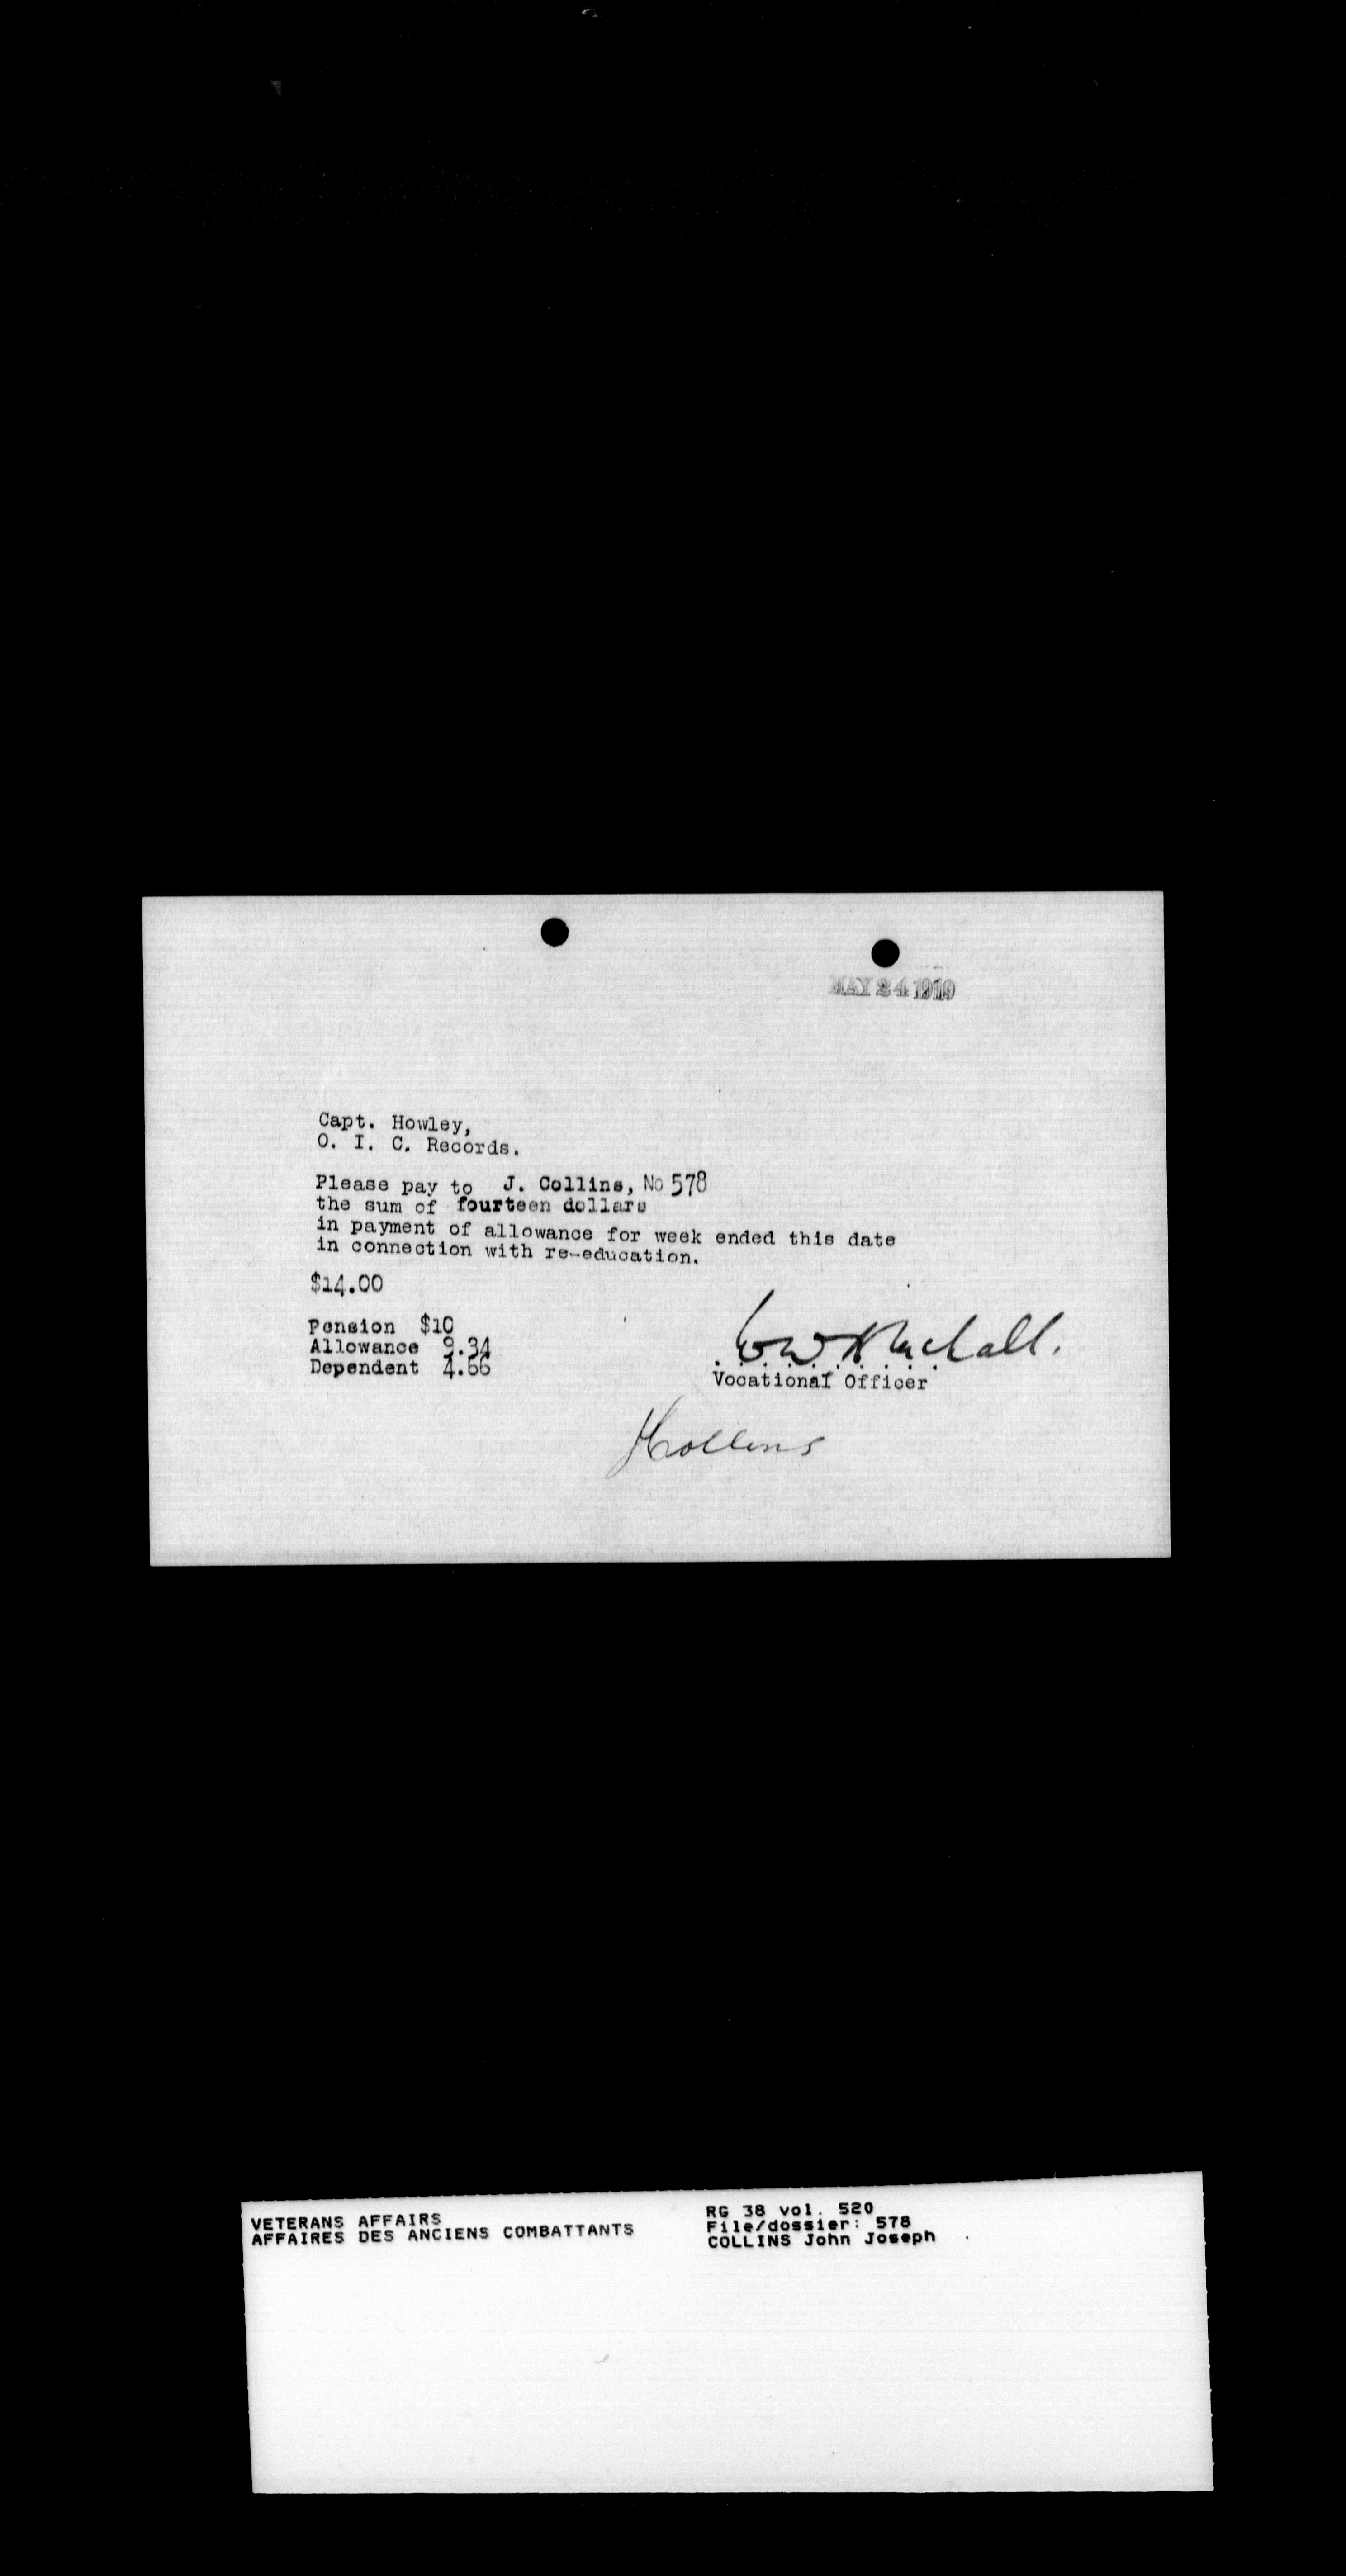 MAY 24 1919
Capt. Howley,
O. I. C. Records.
Please pay to J. Collins, No 578
the sum of fourteen dollars
in payment of allowance for week ended this date
in connection with re-education.
$14.00
Pension $10
Allowance 9.34
Dependent 4.66
Vocational Officer
JCollins
VETERANS AFFAIRS
AFFAIRES DES ANCIENS COMBATTANTS
RG 38 vol. 520
File/dossier: 578
COLLINS John Joseph